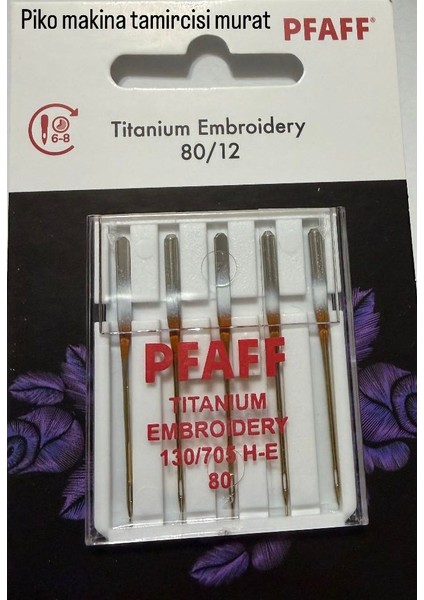 Piko makina tamircisi murat
PFAFF®
6-8
Titanium Embroidery
80/12
PFAFF
TITANIUM
EMBROIDERY
130/705 H-E
80